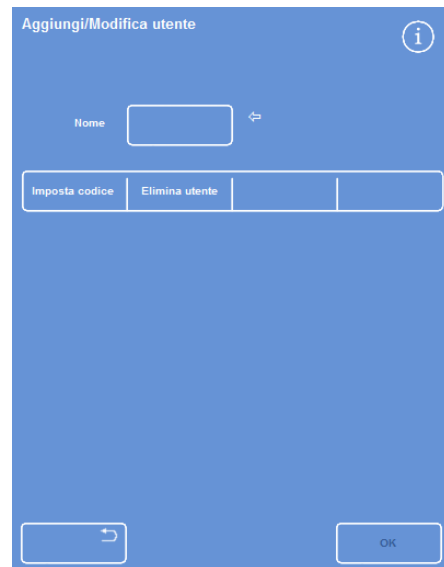 Aggiungi/Modifica utente
i
Nome
Imposta codice Elimina utente
OK